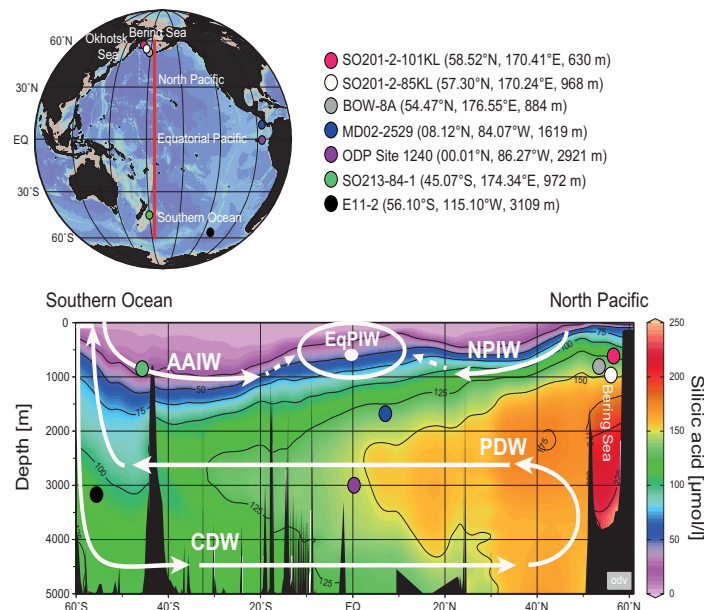 60°N
Bering Sea
Okhotsk
Sea
30°N
North Pacific
EQ
Equatorial Pacific
30°S
Southern Ocean
60°S
SO201-2-101KL (58.52°N, 170.41°E, 630 m)
SO201-2-85KL (57.30°N, 170.24°E, 968 m)
BOW-8A (54.47°N, 176.55°E, 884 m)
MD02-2529 (08.12°N, 84.07°W, 1619 m)
ODP Site 1240 (00.01°N, 86.27°W, 2921 m)
SO213-84-1 (45.07°S, 174.34°E, 972 m)
E11-2 (56.10°S, 115.10°W, 3109 m)
Southern Ocean
North Pacific
0
1000
2000
3000
4000
5000
Depth [m]
AAIW
EqPIW
NPIW
PDW
CDW
Bering Sea
50
75
100
125
125
125
75
100
150
125
175
225
odv
60°S
40°S
20°S
EQ
20°N
40°N
60°N
250
200
150
100
50
0
Silicic acid [µmol/l]